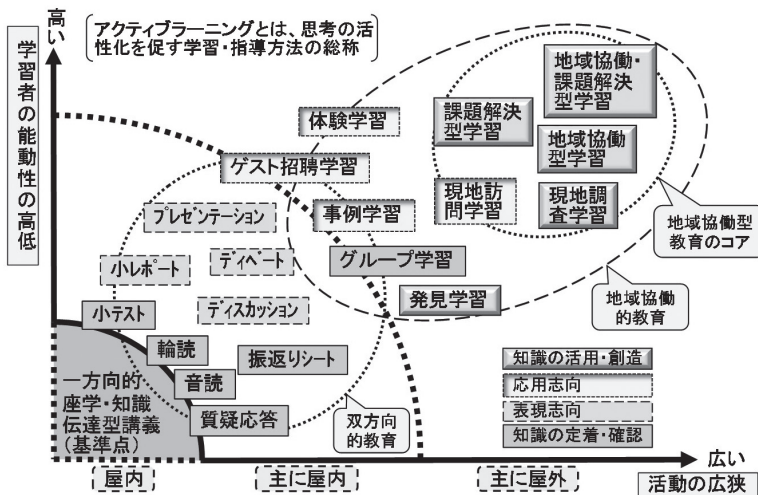 高い
アクティブラーニングとは、思考の活
性化を促す学習・指導方法の総称
学習者の能動性の高低
地域協働・
課題解決
型学習
課題解決
型学習
体験学習
地域協働
型学習
ゲスト招聘学習
現地訪
問学習
現地調
査学習
プレゼンテーション
事例学習
地域協働型
教育のコア
グループ学習
小レポート
ディベート
発見学習
地域協働
的教育
小テスト
ディスカッション
輪読
振返りシート
知識の活用・創造
音読
応用志向
一方向的
座学・知識
伝達型講義
(基準点)
質疑応答
双方向
的教育
表現志向
知識の定着・確認
広い
屋内
主に屋内
主に屋外
活動の広狭